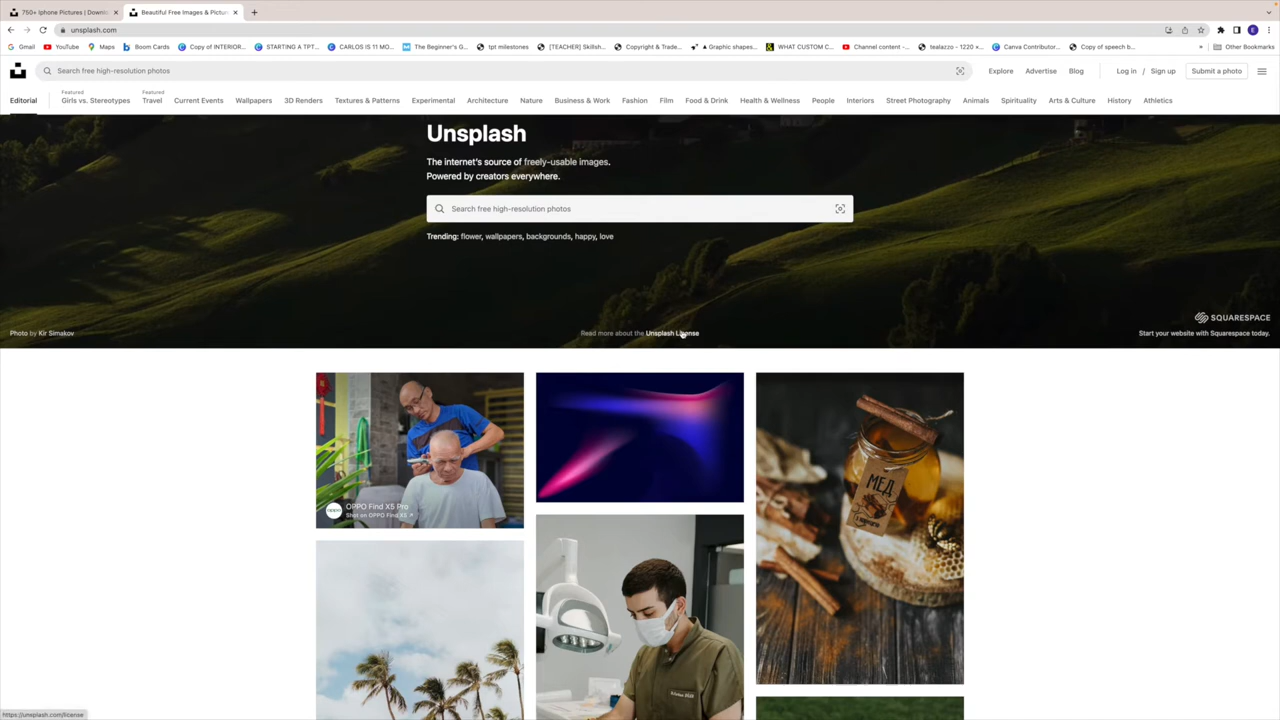 750+ Iphone Pictures | Downlo
Beautiful Free Images & Pictur
unsplash.com
Gmail
YouTube
Maps
Boom Cards
Copy of INTERIOR...
STARTING A TPT...
CARLOS IS 11 MO...
The Beginner's G...
tpt milestones
[TEACHER] Skillsh...
Copyright & Trade...
Graphic shapes...
WHAT CUSTOM C...
Channel content -...
tealazzo - 1220 ×...
Canva Contributor...
Copy of speech b...
»
Other Bookmarks
Search free high-resolution photos
Explore
Advertise
Blog
Log in / Sign up
Submit a photo
Editorial
Featured
Girls vs. Stereotypes
Featured
Travel
Current Events
Wallpapers
3D Renders
Textures & Patterns
Experimental
Architecture
Nature
Business & Work
Fashion
Film
Food & Drink
Health & Wellness
People
Interiors
Street Photography
Animals
Spirituality
Arts & Culture
History
Athletics
Unsplash
The internet's source of freely-usable images.
Powered by creators everywhere.
Search free high-resolution photos
Trending: flower, wallpapers, backgrounds, happy, love
Photo by Kir Simakov
Read more about the Unsplash License
SQUARESPACE
Start your website with Squarespace today.
OPPO Find X5 Pro
Shot on OPPO Find X5
МЕД
https://unsplash.com/license